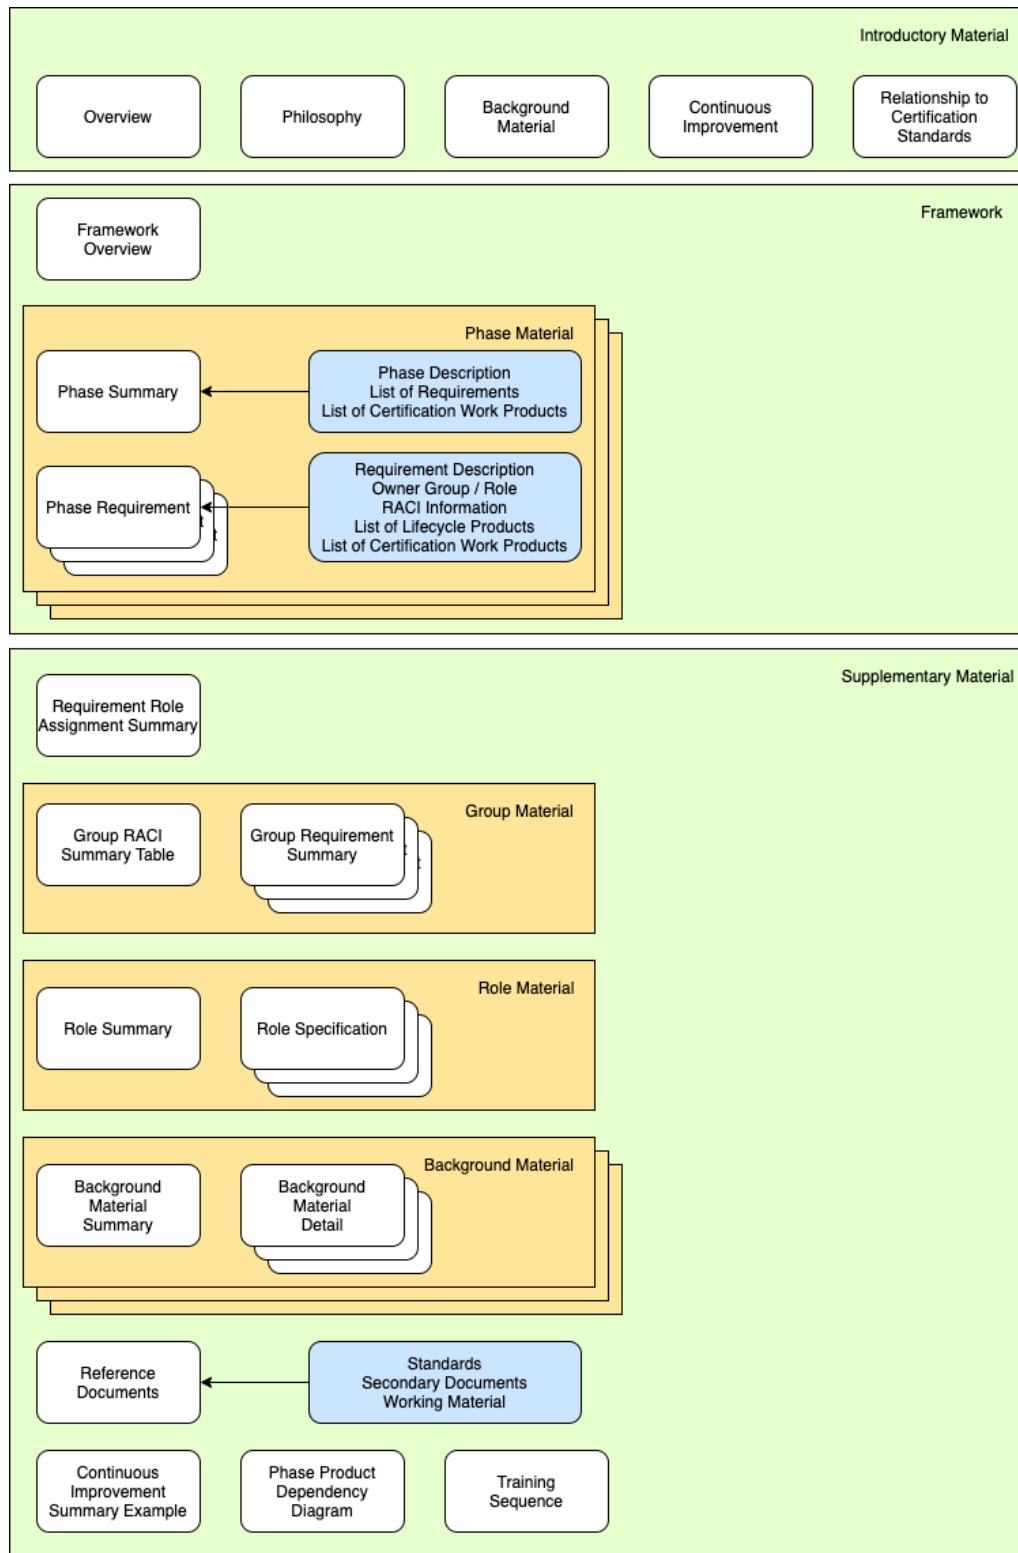 Introductory Material
Overview
Philosophy
Background
Material
Continuous
Improvement
Relationship to
Certification
Standards
Framework
Framework
Overview
Phase Material
Phase Summary
Phase Description
List of Requirements
List of Certification Work Products
Phase Requirement
t
t
Requirement Description
Owner Group / Role
RACI Information
List of Lifecycle Products
List of Certification Work Products
Supplementary Material
Requirement Role
Assignment Summary
Group Material
Group RACI
Summary Table
Group Requirement
Summary
t
t
Role Material
Role Summary
Role Specification
Background Material
Background
Material
Summary
Background
Material
Detail
Reference
Documents
Standards
Secondary Documents
Working Material
Continuous
Improvement
Summary Example
Phase Product
Dependency
Diagram
Training
Sequence